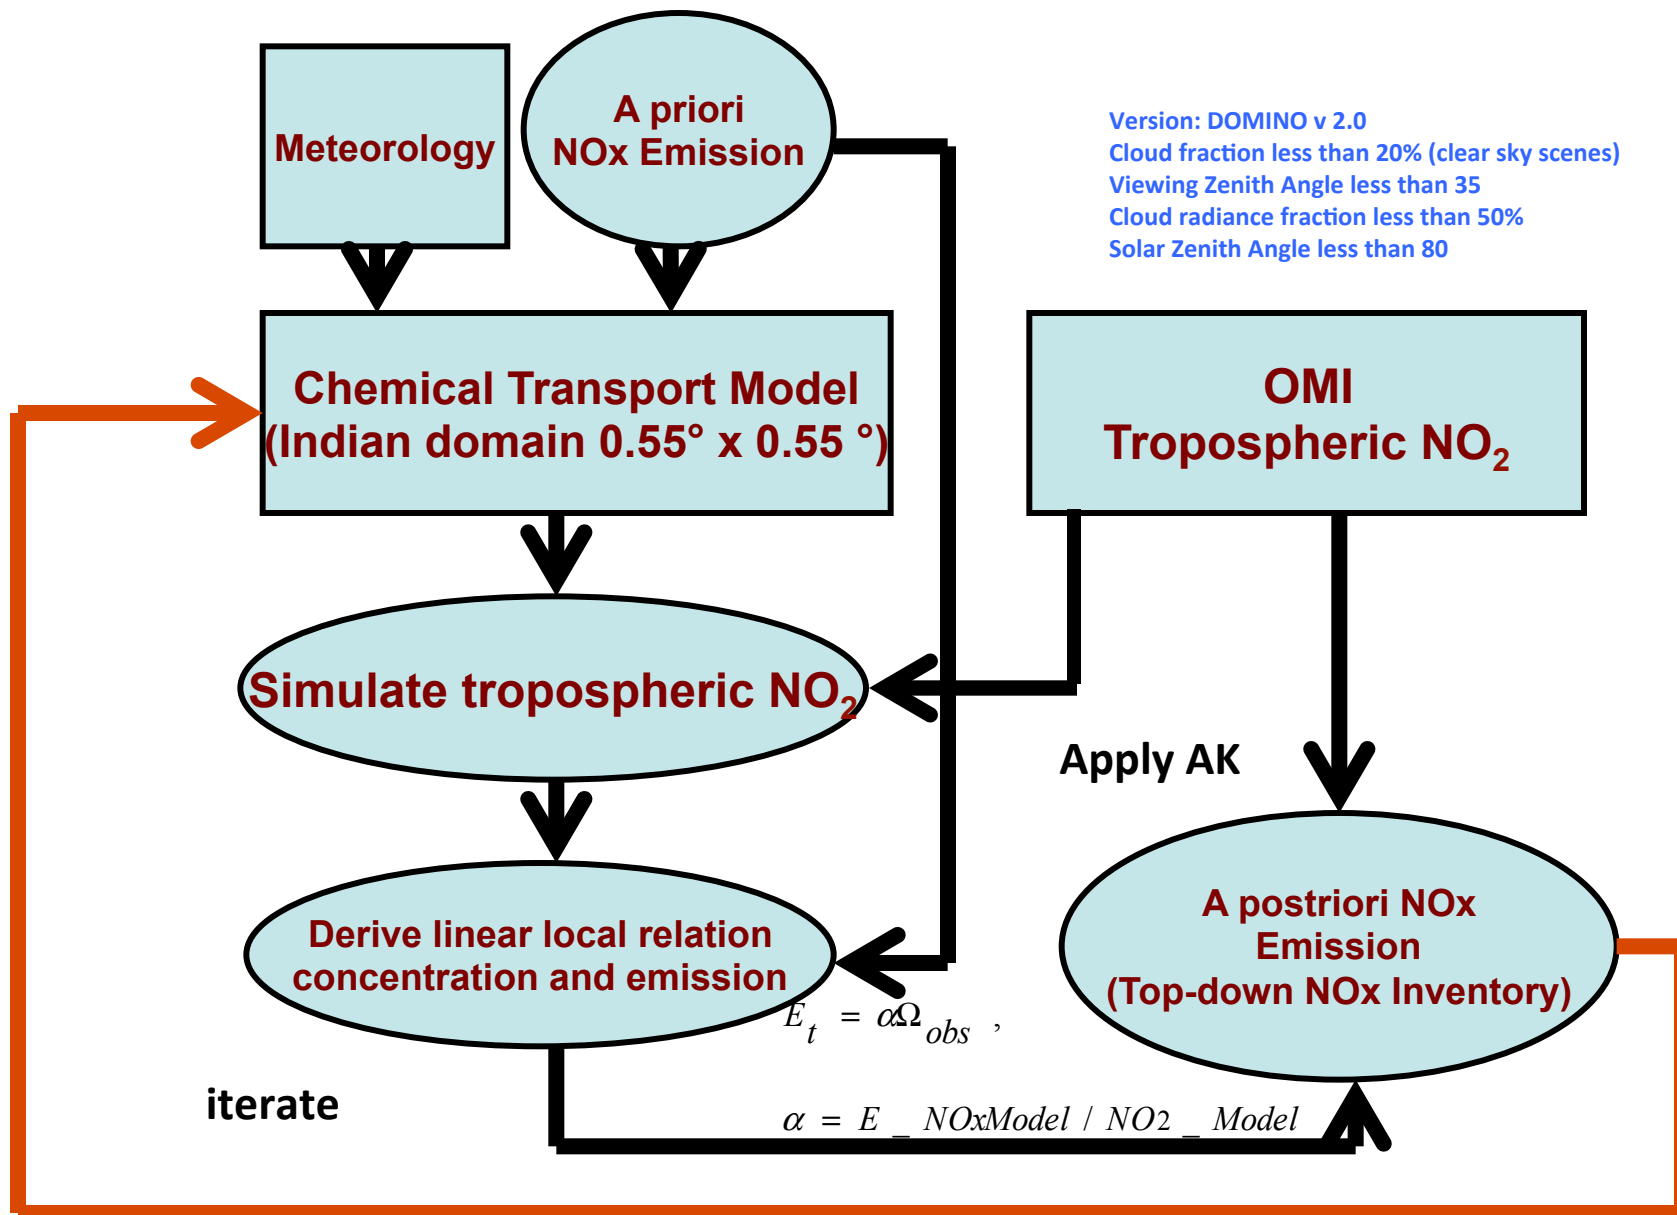 Meteorology
A priori
NOx Emission
Version: DOMINO v 2.0
Cloud fraction less than 20% (clear sky scenes)
Viewing Zenith Angle less than 35
Cloud radiance fraction less than 50%
Solar Zenith Angle less than 80
Chemical Transport Model
(Indian domain 0.55° x 0.55 °)
OMI
Tropospheric NO₂
Simulate tropospheric NO₂
Apply AK
Derive linear local relation
concentration and emission
A postriori NOx
Emission
(Top-down NOx Inventory)
E_t = αΩ_obs ,
iterate
α = E _ NOxModel / NO2 _ Model